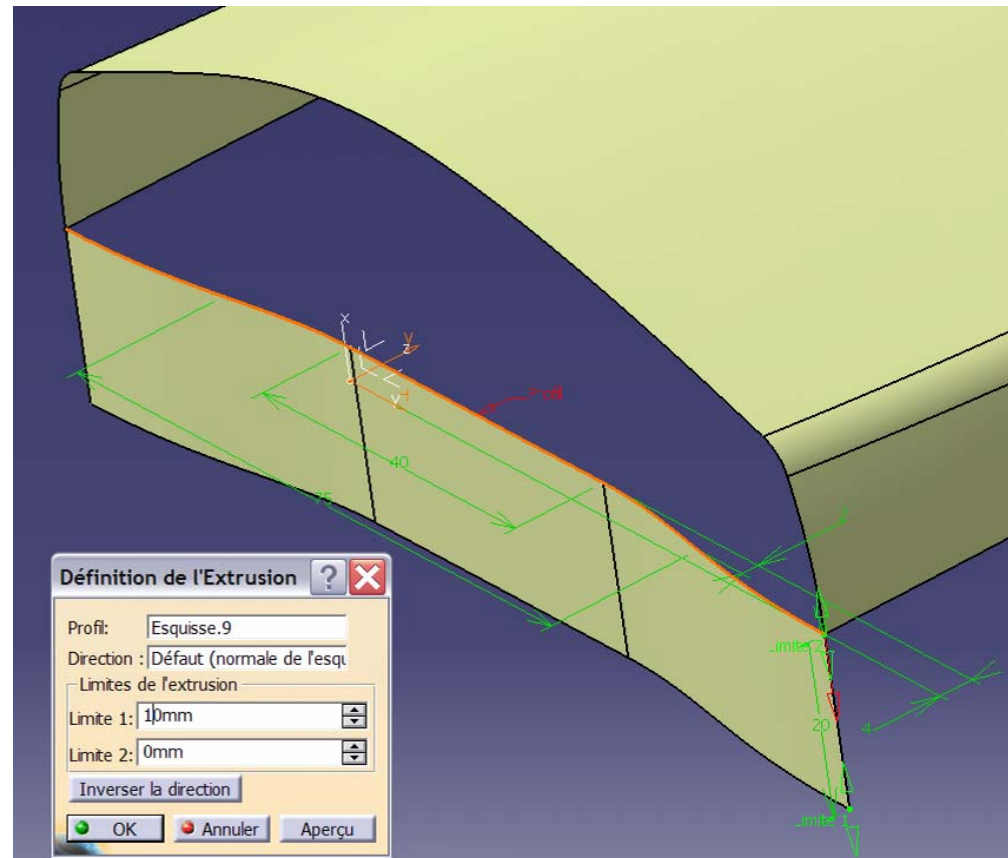 x
y
z
y
H
40
75
2
Limite 2
20
4
Limite 1
Définition de l'Extrusion ?
Profil: Esquisse.9
Direction : Défaut (normale de l'esqu
Limites de l'extrusion
Limite 1: 10mm
Limite 2: 0mm
Inverser la direction
OK Annuler Aperçu